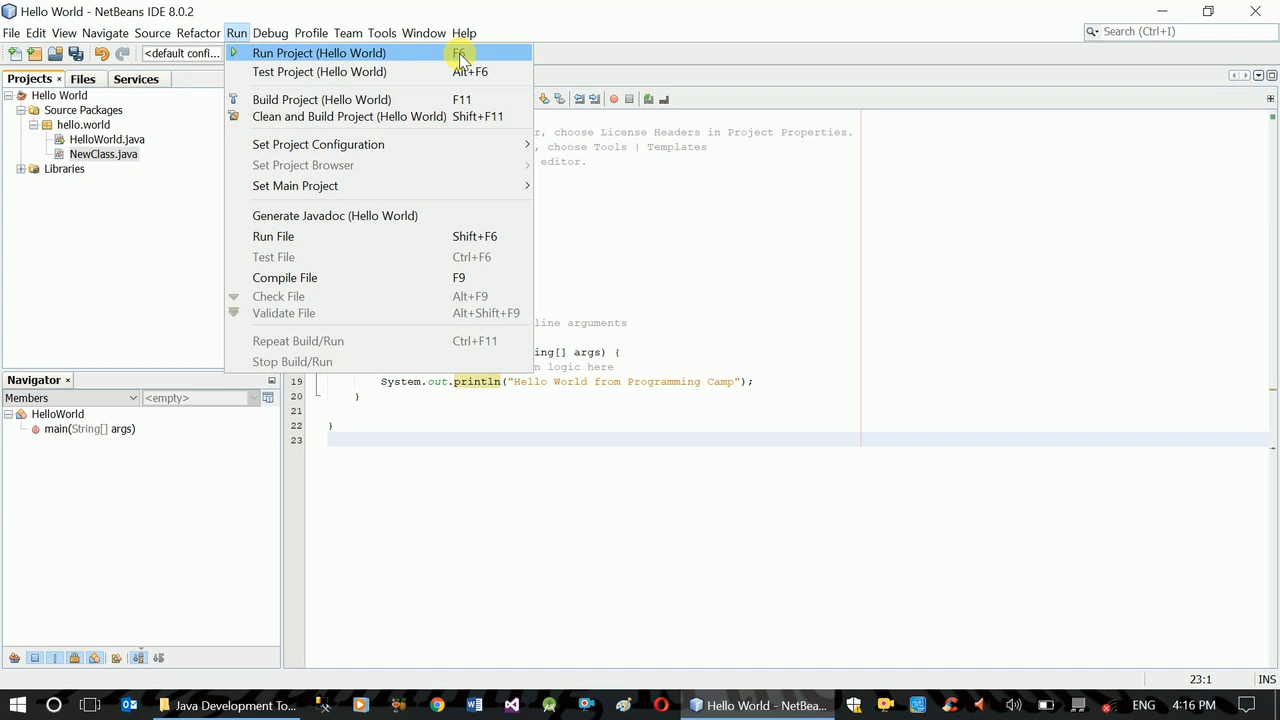 Hello World - NetBeans IDE 8.0.2
File Edit View Navigate Source Refactor Run Debug Profile Team Tools Window Help
Search (Ctrl+I)
<default confi...
Run Project (Hello World) F6
Test Project (Hello World) Alt+F6
Build Project (Hello World) F11
Clean and Build Project (Hello World) Shift+F11
Set Project Configuration
Set Project Browser
Set Main Project
Generate Javadoc (Hello World)
Run File Shift+F6
Test File Ctrl+F6
Compile File F9
Check File Alt+F9
Validate File Alt+Shift+F9
Repeat Build/Run Ctrl+F11
Stop Build/Run
Projects Files Services
Hello World
Source Packages
hello.world
HelloWorld.java
NewClass.java
Libraries
r, choose License Headers in Project Properties.
, choose Tools | Templates
editor.
line arguments
ing[] args) {
n logic here
19 System.out.println("Hello World from Programming Camp");
20 }
21
22 }
23
Navigator
Members <empty>
HelloWorld
main(String[] args)
23:1 INS
Java Development To...
Hello World - NetBea...
ENG 4:16 PM